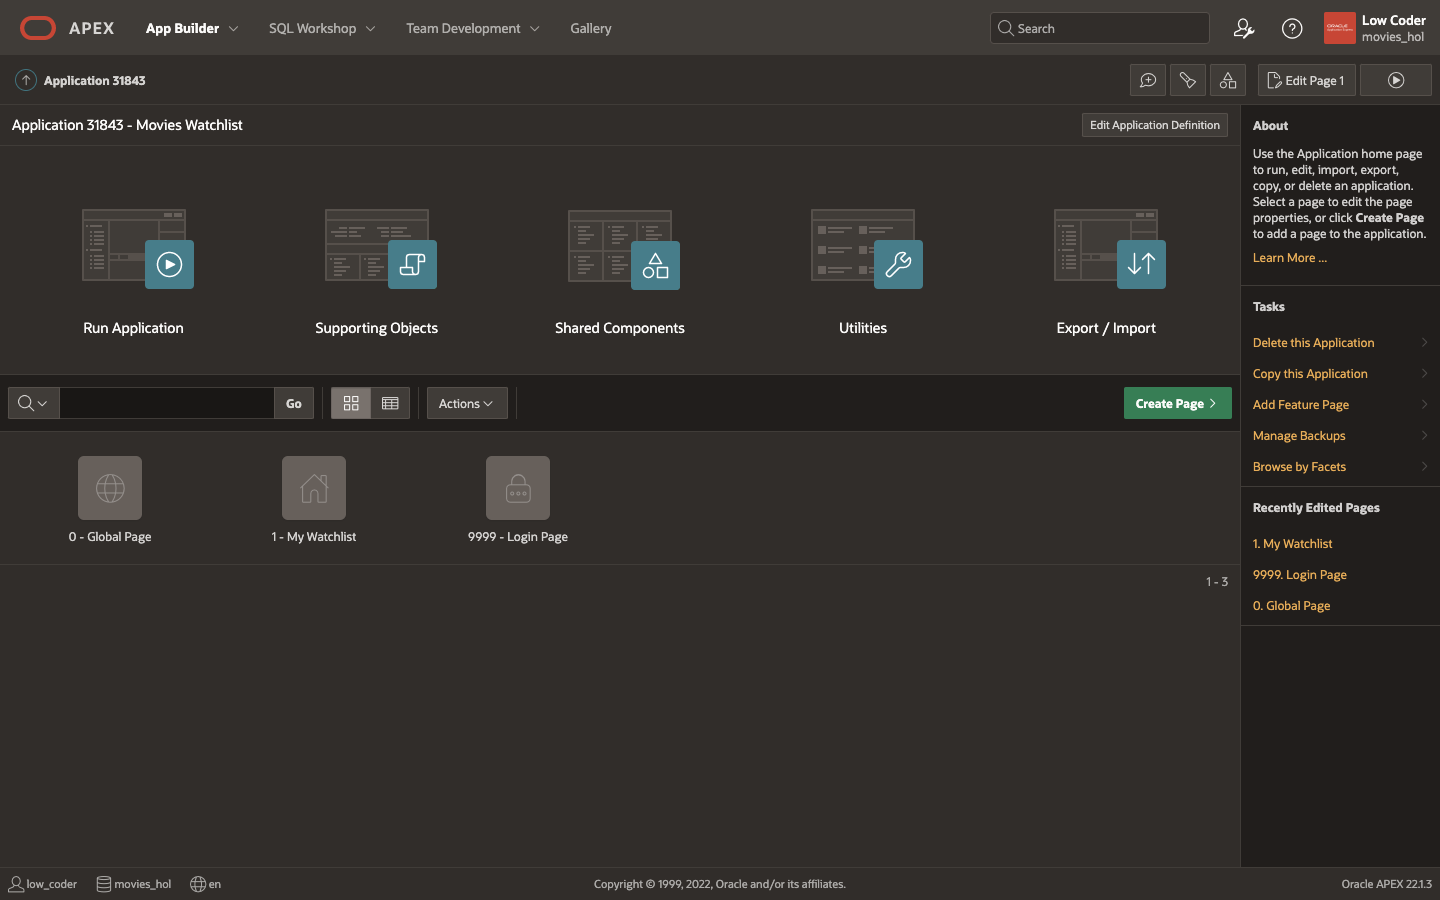 APEX
App Builder
SQL Workshop
Team Development
Gallery
Search
Low Coder
movies_hol
Application 31843
Edit Page 1
Application 31843 - Movies Watchlist
Edit Application Definition
Run Application
Supporting Objects
Shared Components
Utilities
Export / Import
Go
Actions
Create Page
0 - Global Page
1 - My Watchlist
9999 - Login Page
1 - 3
About
Use the Application home page
to run, edit, import, export,
copy, or delete an application.
Select a page to edit the page
properties, or click Create Page
to add a page to the application.
Learn More ...
Tasks
Delete this Application
Copy this Application
Add Feature Page
Manage Backups
Browse by Facets
Recently Edited Pages
1. My Watchlist
9999. Login Page
0. Global Page
low_coder
movies_hol
en
Copyright © 1999, 2022, Oracle and/or its affiliates.
Oracle APEX 22.1.3